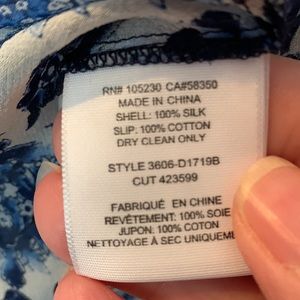 RN# 105230 CA#58350
MADE IN CHINA
SHELL: 100% SILK
SLIP: 100% COTTON
DRY CLEAN ONLY
STYLE 3606-D1719B
CUT 423599
FABRIQUÉ EN CHINE
REVÊTEMENT: 100% SOIE
JUPON: 100% COTON
NETTOYAGE À SEC UNIQUEME